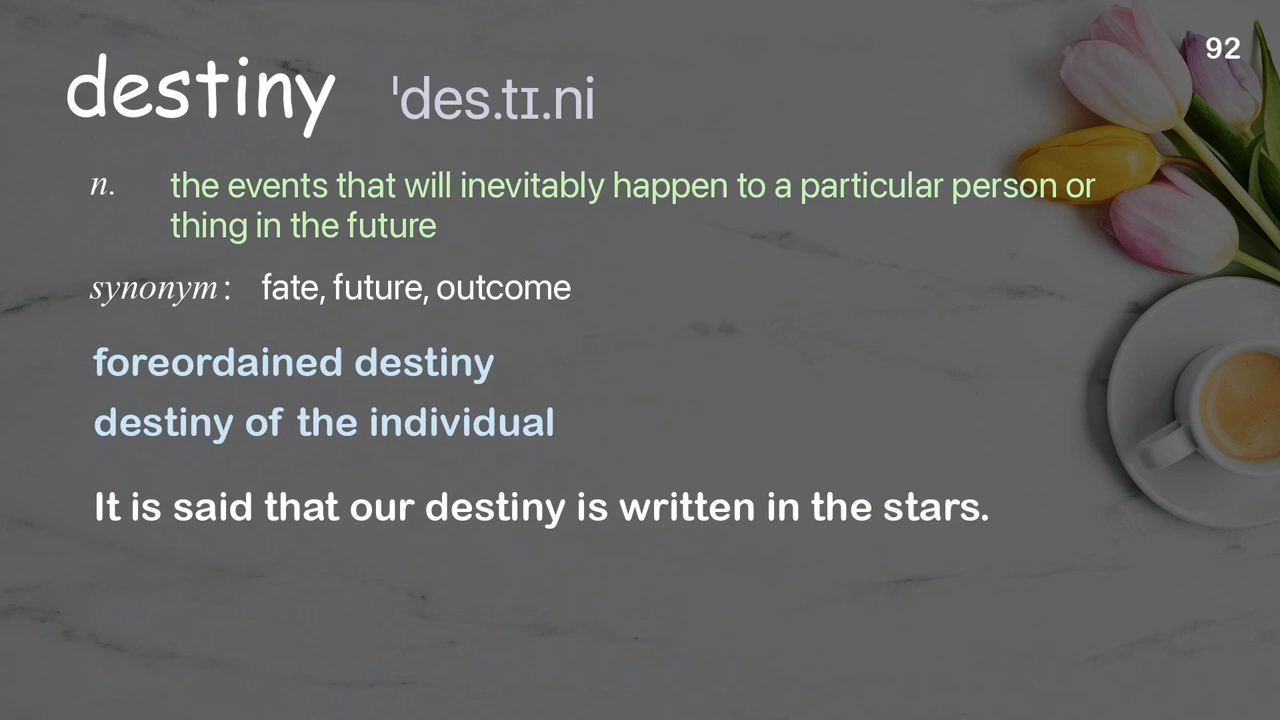 92
destiny ˈdes.tɪ.ni
n. the events that will inevitably happen to a particular person or
thing in the future
synonym: fate, future, outcome
foreordained destiny
destiny of the individual
It is said that our destiny is written in the stars.